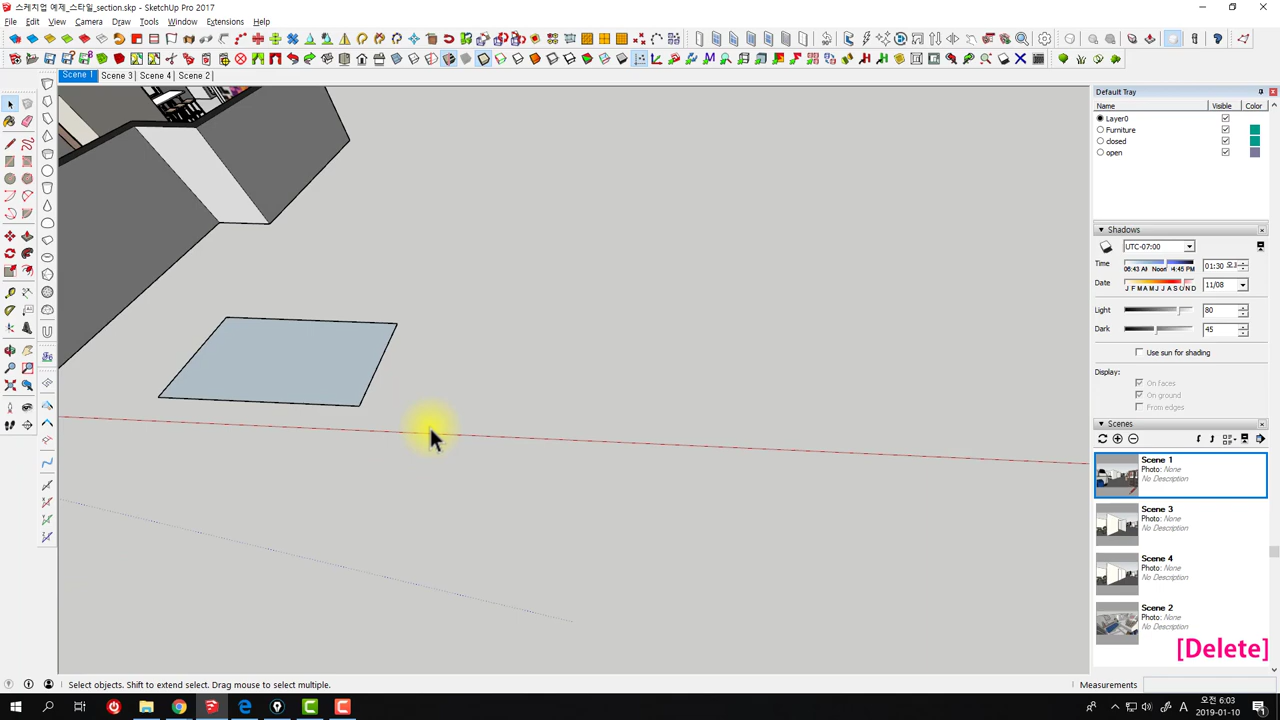 스케치업 예제_스타일_section.skp - SketchUp Pro 2017
File Edit View Camera Draw Tools Window Extensions Help
Scene 1 Scene 3 Scene 4 Scene 2
Default Tray
Name Visible Color
Layer0
Furniture
closed
open
Shadows
UTC-07:00
Time 06:43 AM Noon 4:45 PM 01:30 오
Date J F M A M J J A S O N D 11/08
Light 80
Dark 45
Use sun for shading
Display:
On faces
On ground
From edges
Scenes
Scene 1
Photo: None
No Description
Scene 3
Photo: None
No Description
Scene 4
Photo: None
No Description
Scene 2
Photo: None
No Description
[Delete]
Select objects. Shift to extend select. Drag mouse to select multiple.
Measurements
A 오전 6:03
2019-01-10